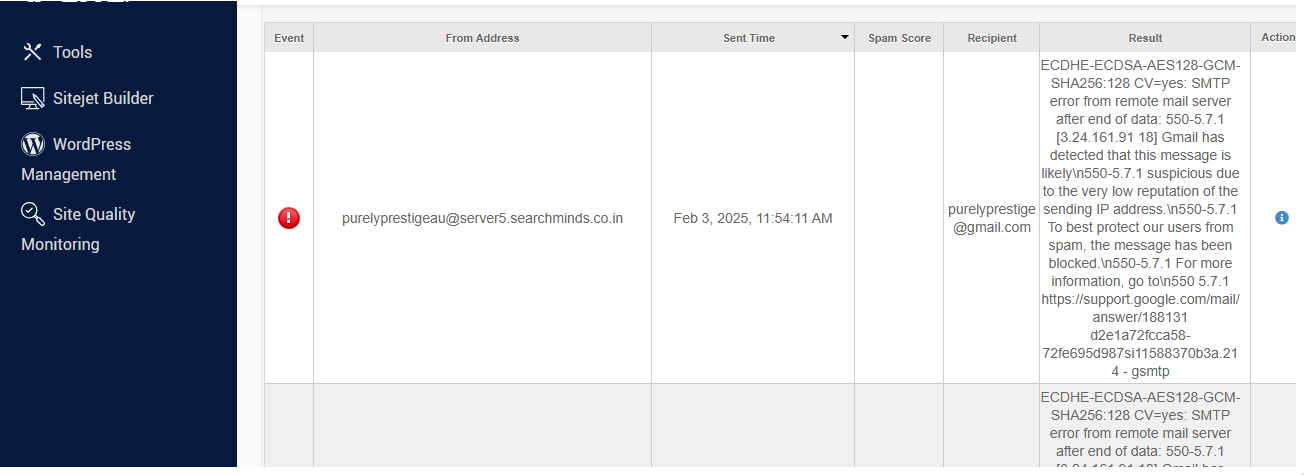 Tools
Sitejet Builder
WordPress
Management
Site Quality
Monitoring
Event From Address Sent Time Spam Score Recipient Result Action
purelyprestigeau@server5.searchminds.co.in
Feb 3, 2025, 11:54:11 AM
purelyprestige
@gmail.com
ECDHE-ECDSA-AES128-GCM-
SHA256:128 CV=yes: SMTP
error from remote mail server
after end of data: 550-5.7.1
[3.24.161.91 18] Gmail has
detected that this message is
likely\n550-5.7.1 suspicious due
to the very low reputation of the
sending IP address.\n550-5.7.1
To best protect our users from
spam, the message has been
blocked.\n550-5.7.1 For more
information, go to\n550 5.7.1
https://support.google.com/mail/
answer/188131
d2e1a72fcca58-
72fe695d987si11588370b3a.21
4 - gsmtp
ECDHE-ECDSA-AES128-GCM-
SHA256:128 CV=yes: SMTP
error from remote mail server
after end of data: 550-5.7.1
[3.24.161.91 18] Gmail has